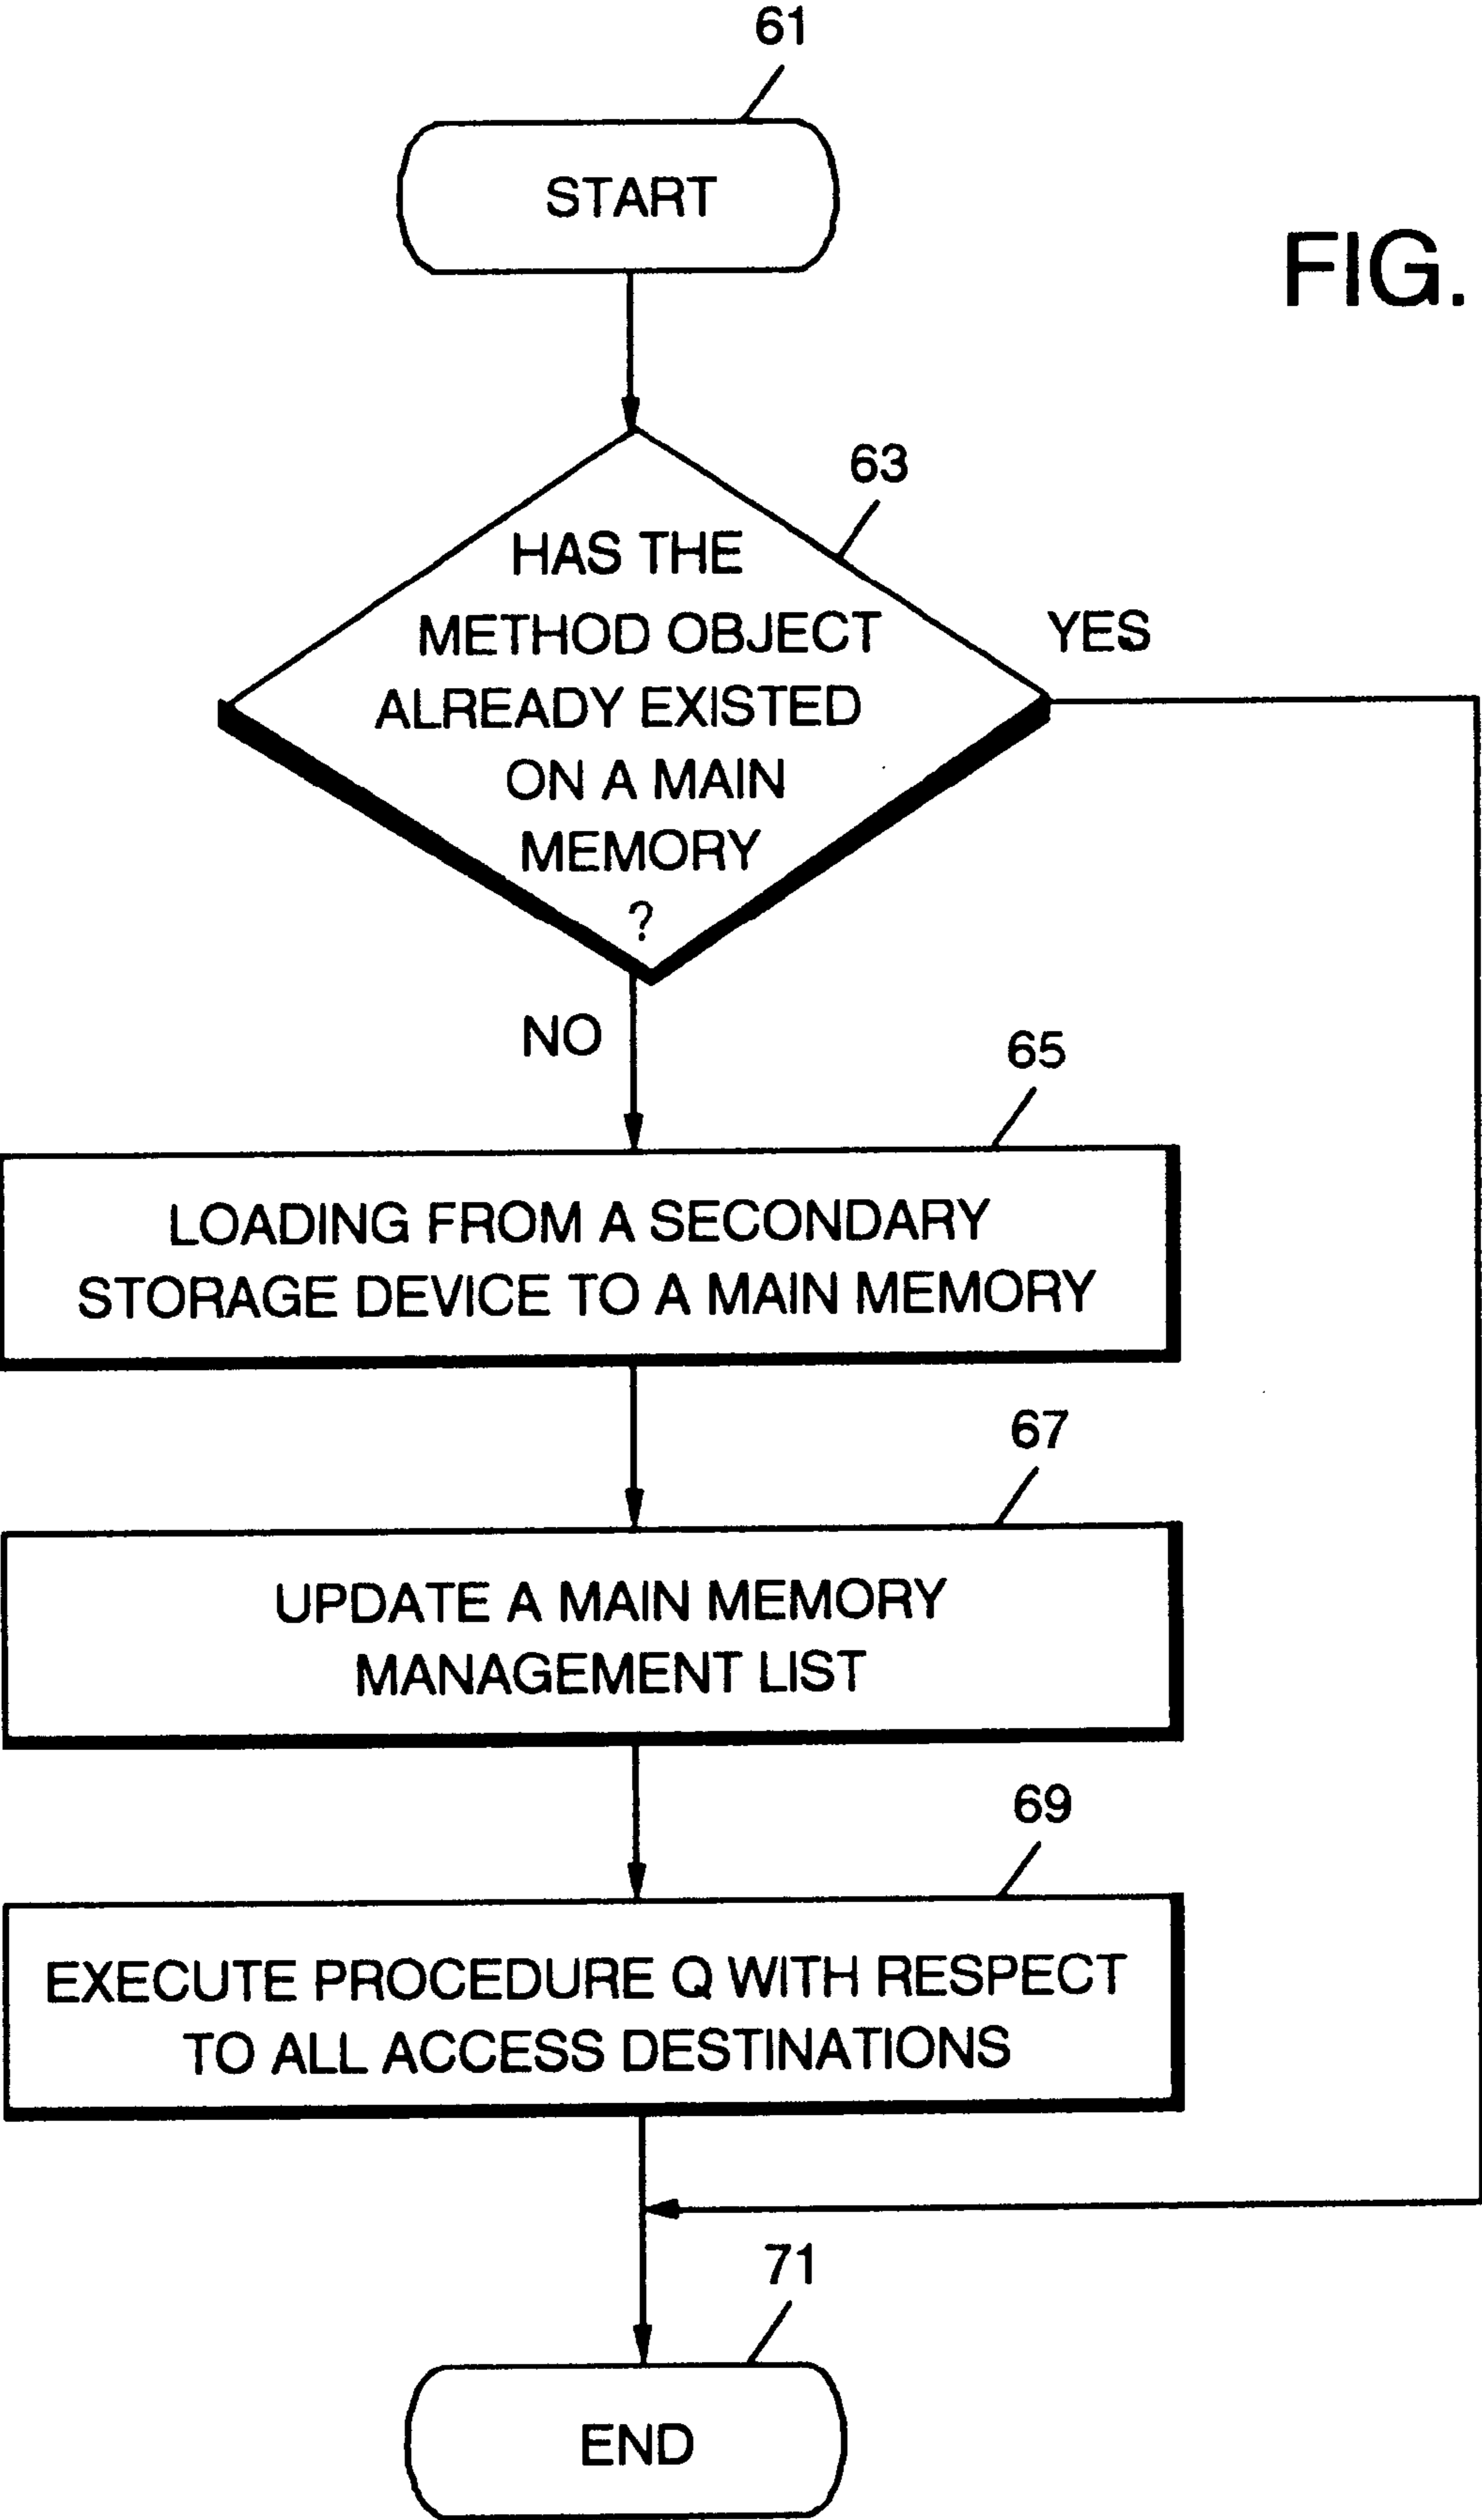 61
START
FIG.
63
HAS THE
METHOD OBJECT
ALREADY EXISTED
ON A MAIN
MEMORY
?
YES
NO
65
LOADING FROM A SECONDARY
STORAGE DEVICE TO A MAIN MEMORY
67
UPDATE A MAIN MEMORY
MANAGEMENT LIST
69
EXECUTE PROCEDURE Q WITH RESPECT
TO ALL ACCESS DESTINATIONS
71
END